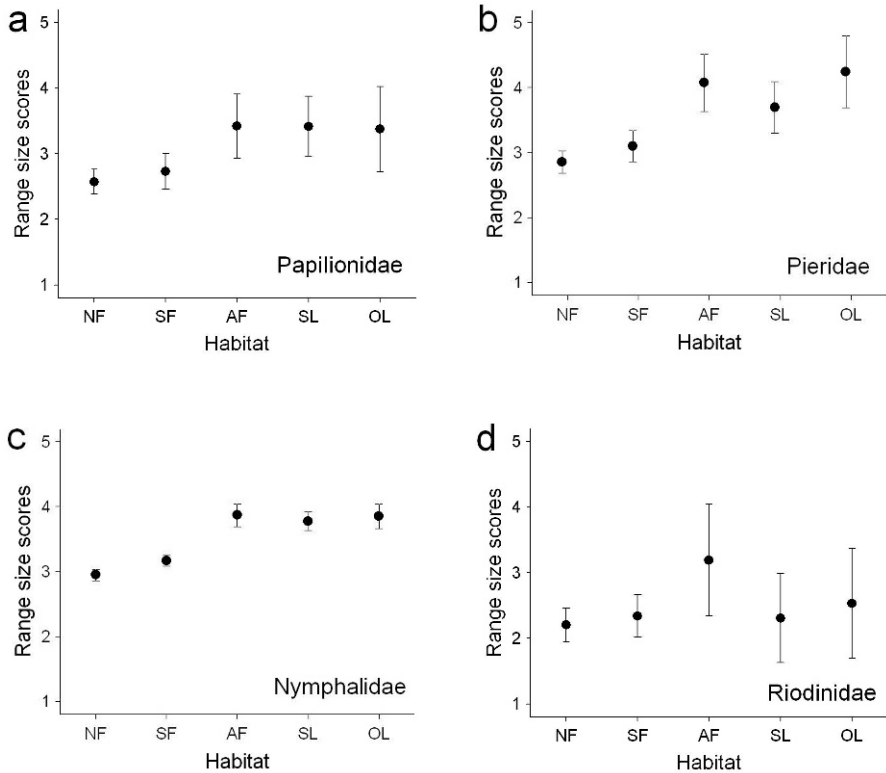 a
Range size scores
5
4
3
2
1
Papilionidae
NF SF AF SL OL
Habitat
b
Range size scores
5
4
3
2
1
Pieridae
NF SF AF SL OL
Habitat
c
Range size scores
5
4
3
2
1
Nymphalidae
NF SF AF SL OL
Habitat
d
Range size scores
5
4
3
2
1
Riodinidae
NF SF AF SL OL
Habitat